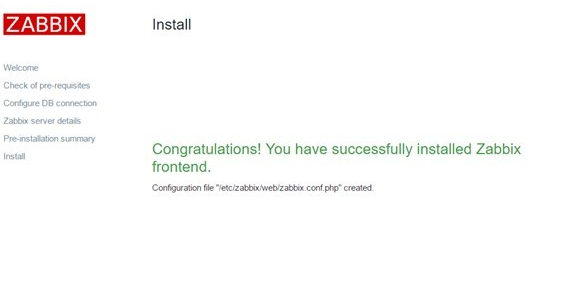 ZABBIX
Install
Welcome
Check of pre-requisites
Configure DB connection
Zabbix server details
Pre-installation summary
Install
Congratulations! You have successfully installed Zabbix
frontend.
Configuration file "/etc/zabbix/web/zabbix.conf.php" created.